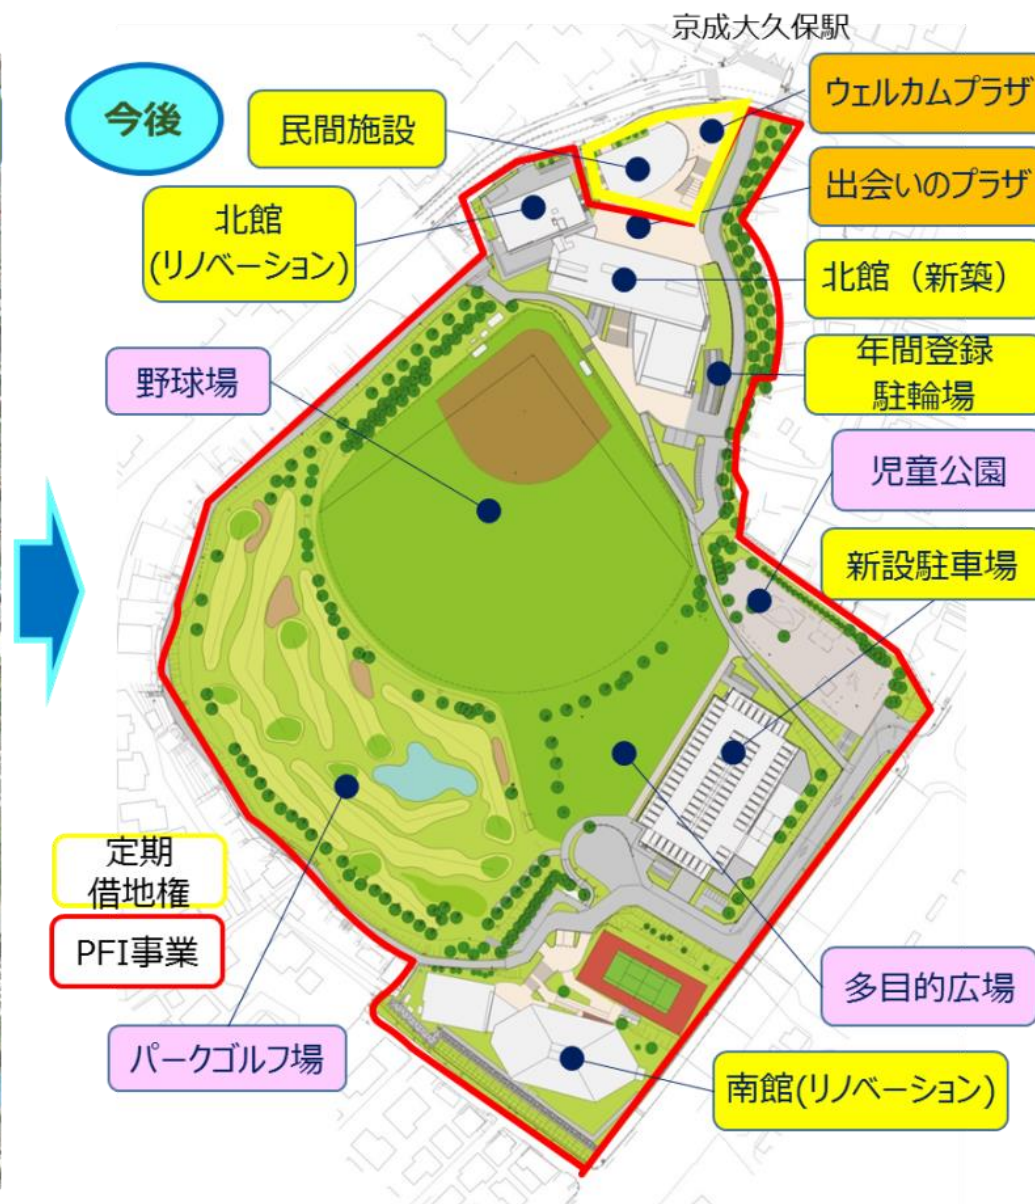 京成大久保駅
今後
民間施設
ウェルカムプラザ
出会いのプラザ
北館
(リノベーション)
北館（新築）
年間登録
駐輪場
野球場
児童公園
新設駐車場
定期
借地権
PFI事業
多目的広場
パークゴルフ場
南館(リノベーション)